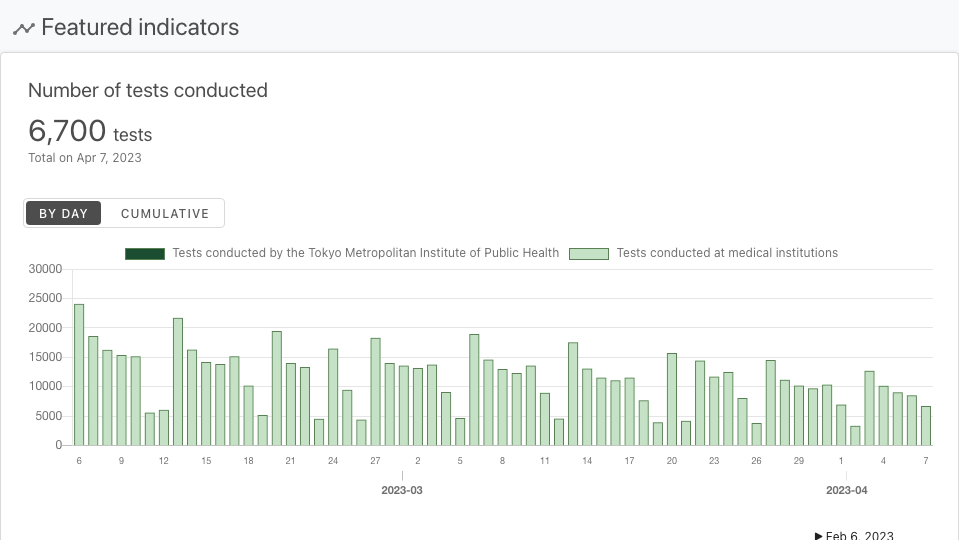 Featured indicators
Number of tests conducted
6,700 tests
Total on Apr 7, 2023
BY DAY CUMULATIVE
Tests conducted by the Tokyo Metropolitan Institute of Public Health Tests conducted at medical institutions
30000
25000
20000
15000
10000
5000
0
6 9 12 15 18 21 24 27 2 5 8 11 14 17 20 23 26 29 1 4 7
2023-03 2023-04
▶ Feb 6, 2023